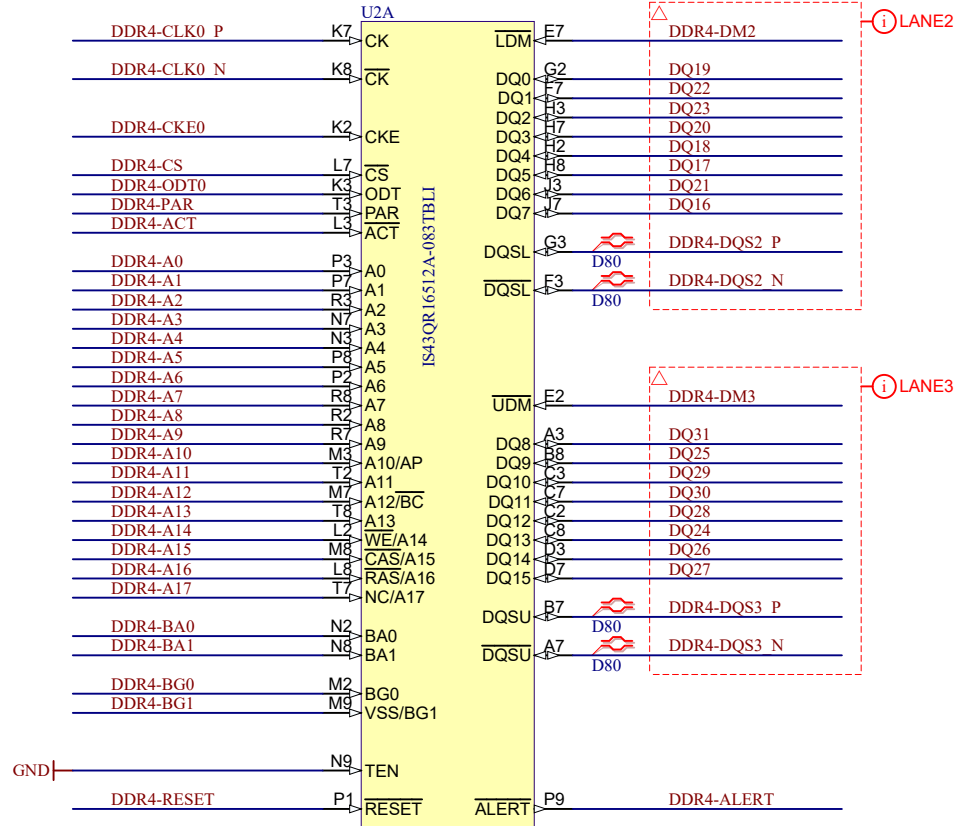 U2A
DDR4-CLK0_P K7 CK LDM E7 DDR4-DM2
LANE2
DDR4-CLK0_N K8 CK DQ0 G2 DQ19
DQ1 F7 DQ22
DQ2 H3 DQ23
DDR4-CKE0 K2 CKE DQ3 H7 DQ20
DQ4 H2 DQ18
DDR4-CS L7 CS DQ5 H8 DQ17
DDR4-ODT0 K3 ODT DQ6 J3 DQ21
DDR4-PAR T3 PAR DQ7 J7 DQ16
DDR4-ACT L3 ACT
DQSL G3 D80 DDR4-DQS2_P
DDR4-A0 P3 A0
DDR4-A1 P7 A1 DQSL F3 D80 DDR4-DQS2_N
DDR4-A2 R3 A2
DDR4-A3 N7 A3
DDR4-A4 N3 A4
DDR4-A5 P8 A5
DDR4-A6 P2 A6
LANE3
DDR4-A7 R8 A7 UDM E2 DDR4-DM3
DDR4-A8 R2 A8
DDR4-A9 R7 A9 DQ8 A3 DQ31
DDR4-A10 M3 A10/AP DQ9 B8 DQ25
DDR4-A11 T2 A11 DQ10 C3 DQ29
DDR4-A12 M7 A12/BC DQ11 C7 DQ30
DDR4-A13 T8 A13 DQ12 C2 DQ28
DDR4-A14 L2 WE/A14 DQ13 C8 DQ24
DDR4-A15 M8 CAS/A15 DQ14 D3 DQ26
DDR4-A16 L8 RAS/A16 DQ15 D7 DQ27
DDR4-A17 T7 NC/A17
DQSU B7 D80 DDR4-DQS3_P
DDR4-BA0 N2 BA0
DDR4-BA1 N8 BA1 DQSU A7 D80 DDR4-DQS3_N
DDR4-BG0 M2 BG0
DDR4-BG1 M9 VSS/BG1
GND N9 TEN
DDR4-RESET P1 RESET ALERT P9 DDR4-ALERT
IS43QR16512A-083TBLI